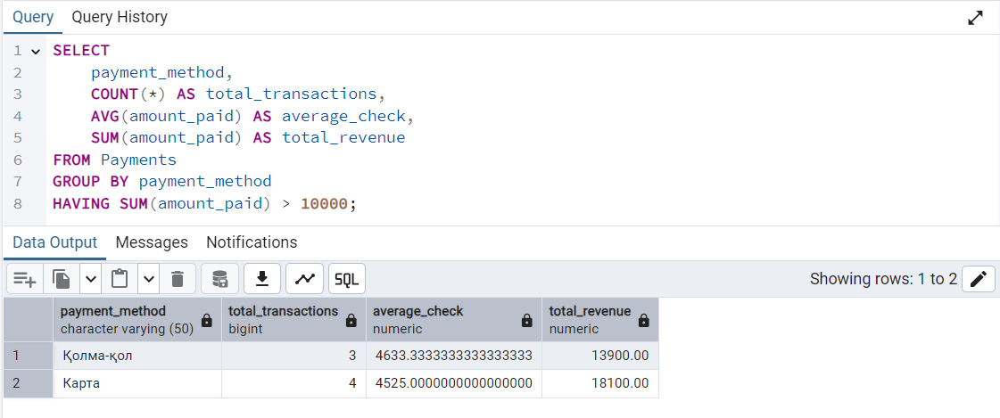 Query Query History
1 SELECT
2 payment_method,
3 COUNT(*) AS total_transactions,
4 AVG(amount_paid) AS average_check,
5 SUM(amount_paid) AS total_revenue
6 FROM Payments
7 GROUP BY payment_method
8 HAVING SUM(amount_paid) > 10000;
Data Output Messages Notifications
SQL Showing rows: 1 to 2
payment_method total_transactions average_check total_revenue
character varying (50) bigint numeric numeric
1 Қолма-қол 3 4633.3333333333333333 13900.00
2 Карта 4 4525.0000000000000000 18100.00